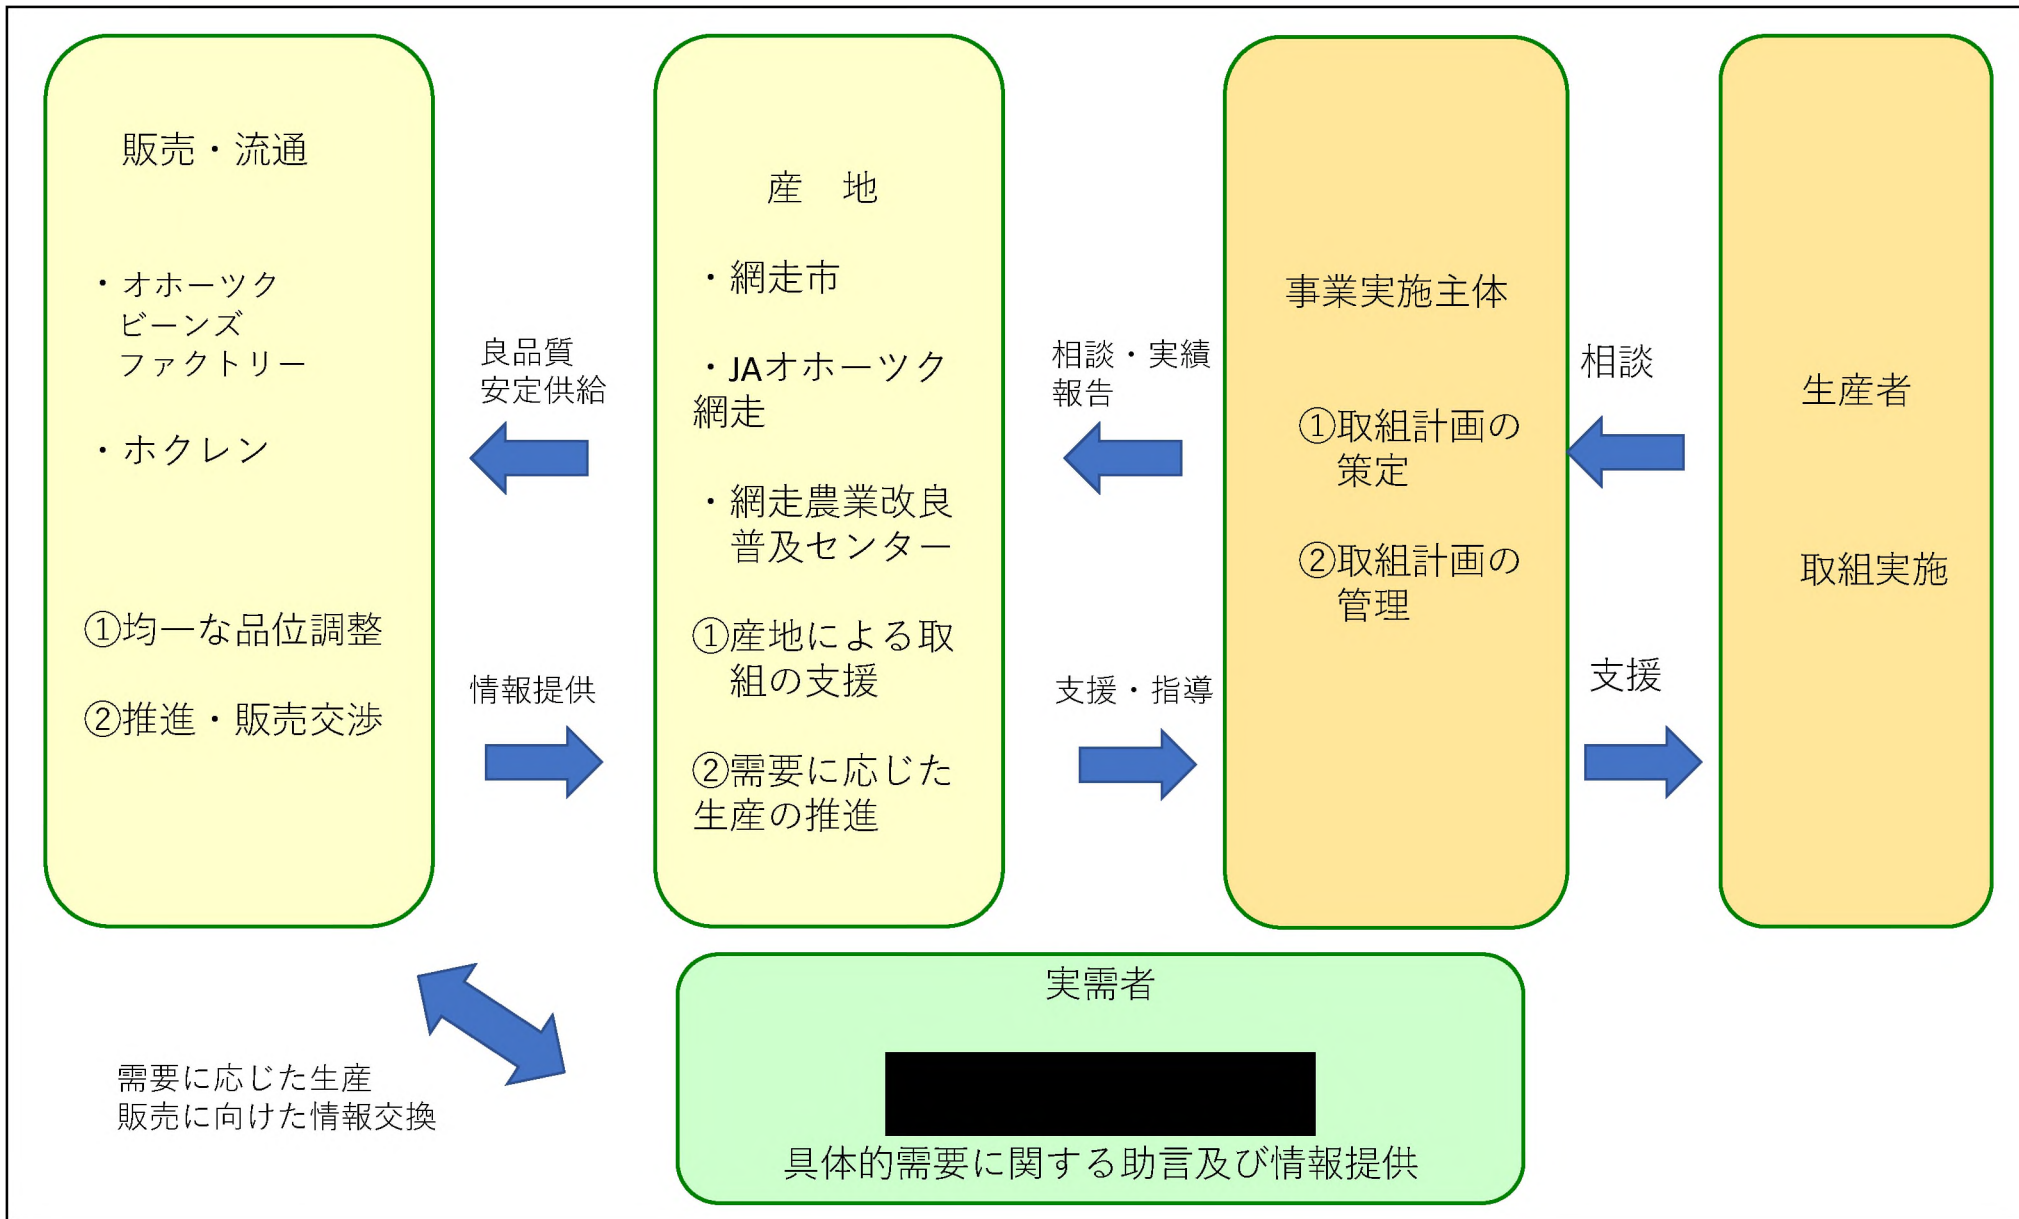 販売・流通
・オホーツク
ビーンズ
ファクトリー
・ホクレン
①均一な品位調整
②推進・販売交渉
良品質
安定供給
情報提供
産　地
・網走市
・JAオホーツク
網走
・網走農業改良
普及センター
①産地による取
組の支援
②需要に応じた
生産の推進
相談・実績
報告
支援・指導
事業実施主体
①取組計画の
策定
②取組計画の
管理
相談
支援
生産者
取組実施
需要に応じた生産
販売に向けた情報交換
実需者
具体的需要に関する助言及び情報提供